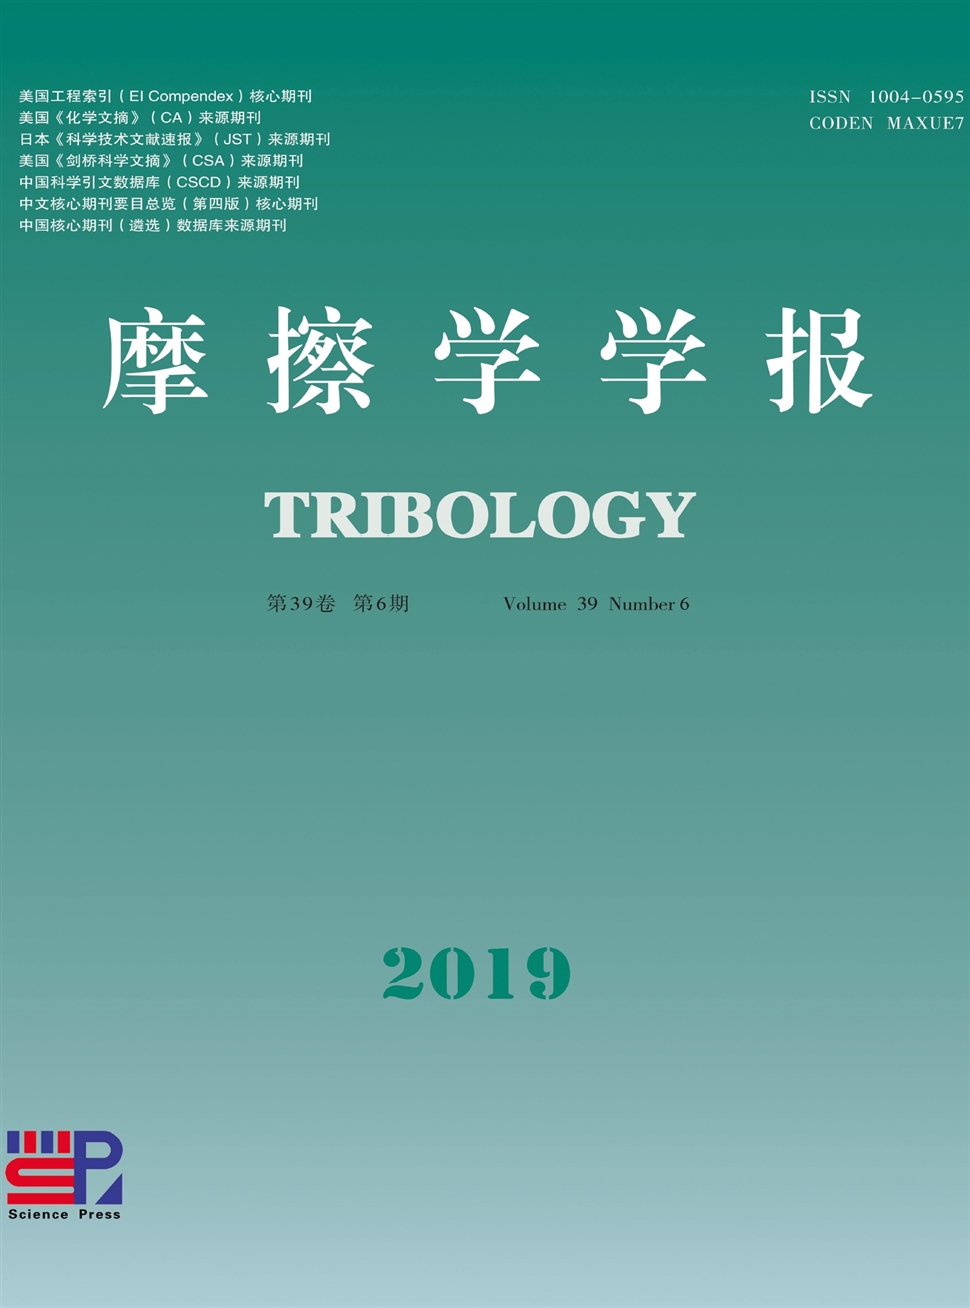 美国工程索引（EI Compendex）核心期刊
美国《化学文摘》（CA）来源期刊
日本《科学技术文献速报》（JST）来源期刊
美国《剑桥科学文摘》（CSA）来源期刊
中国科学引文数据库（CSCD）来源期刊
中文核心期刊要目总览（第四版）核心期刊
中国核心期刊（遴选）数据库来源期刊
ISSN 1004-0595
CODEN MAXUE7
摩擦学学报
TRIBOLOGY
第39卷 第6期 Volume 39 Number 6
2019
Science Press